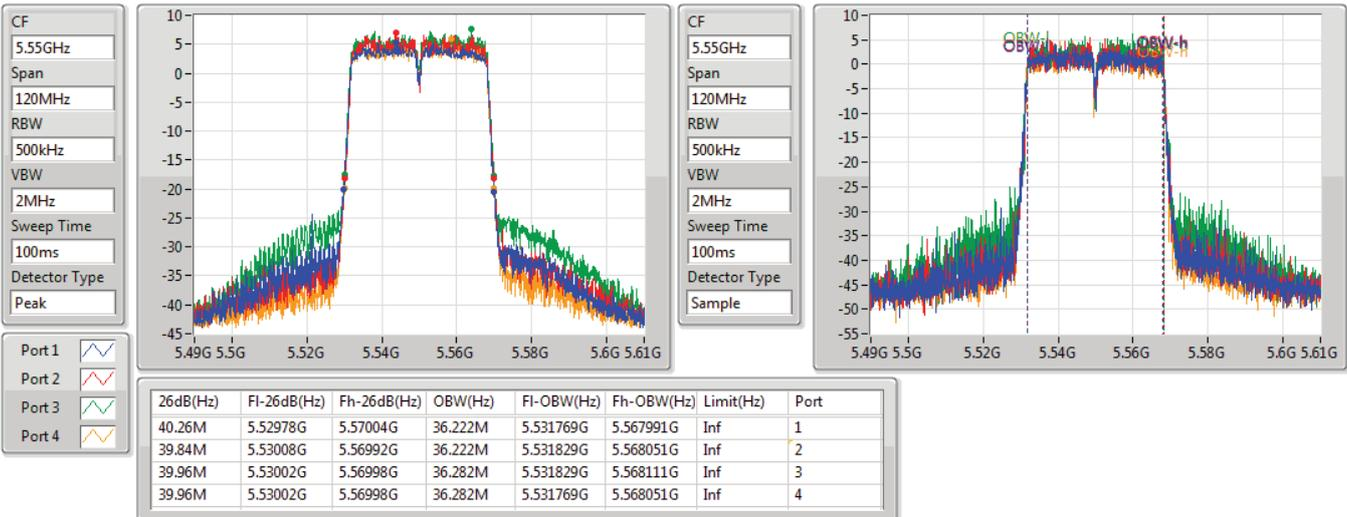 CF
5.55GHz
Span
120MHz
RBW
500kHz
VBW
2MHz
Sweep Time
100ms
Detector Type
Peak
10
5
0
-5
-10
-15
-20
-25
-30
-35
-40
-45
5.49G 5.5G 5.52G 5.54G 5.56G 5.58G 5.6G 5.61G
CF
5.55GHz
Span
120MHz
RBW
500kHz
VBW
2MHz
Sweep Time
100ms
Detector Type
Sample
10
5
0
-5
-10
-15
-20
-25
-30
-35
-40
-45
-50
-55
OBW-h
5.49G 5.5G 5.52G 5.54G 5.56G 5.58G 5.6G 5.61G
Port 1
Port 2
Port 3
Port 4
26dB(Hz) Fl-26dB(Hz) Fh-26dB(Hz) OBW(Hz) Fl-OBW(Hz) Fh-OBW(Hz) Limit(Hz) Port
40.26M 5.52978G 5.57004G 36.222M 5.531769G 5.567991G Inf 1
39.84M 5.53008G 5.56992G 36.222M 5.531829G 5.568051G Inf 2
39.96M 5.53002G 5.56998G 36.282M 5.531829G 5.568111G Inf 3
39.96M 5.53002G 5.56998G 36.282M 5.531769G 5.568051G Inf 4